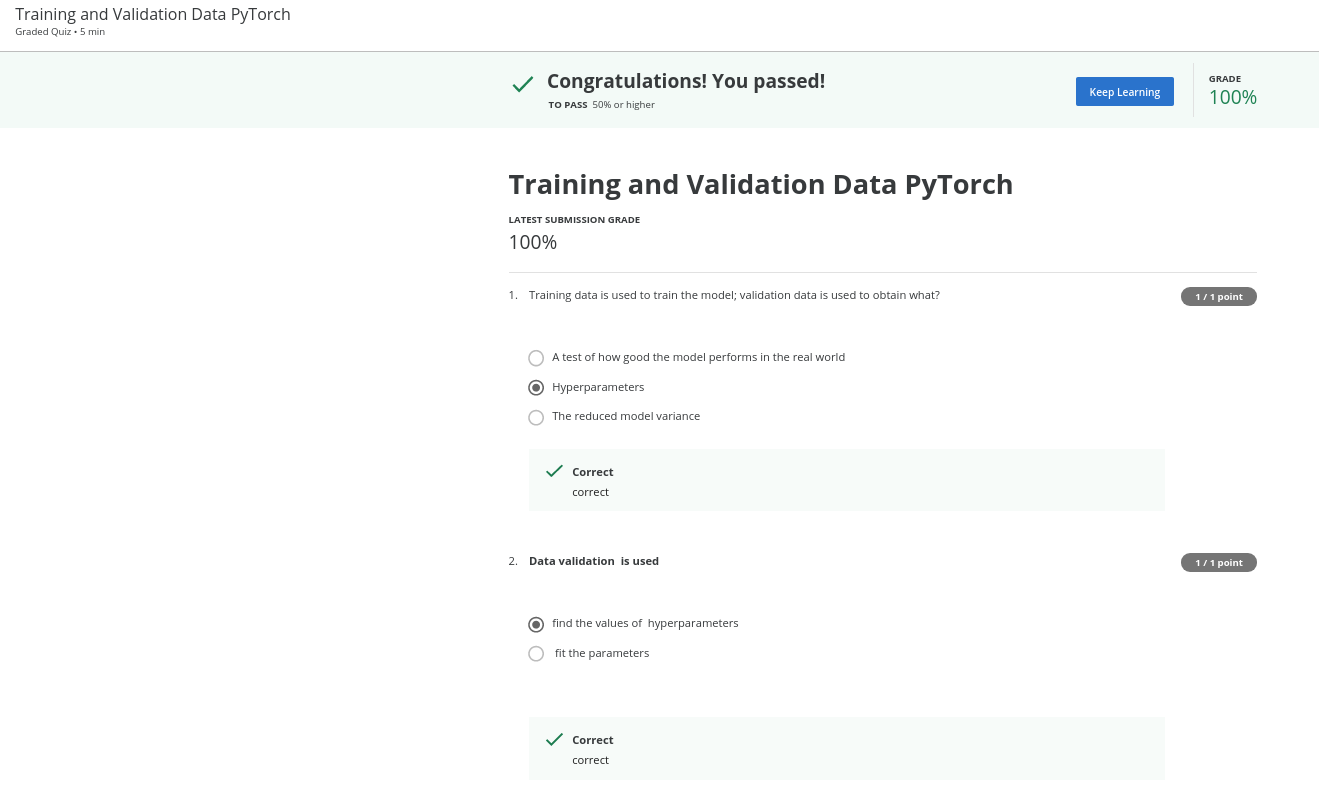 Training and Validation Data PyTorch
Graded Quiz • 5 min
Congratulations! You passed!
TO PASS 50% or higher
Keep Learning
GRADE
100%
Training and Validation Data PyTorch
LATEST SUBMISSION GRADE
100%
1. Training data is used to train the model; validation data is used to obtain what?
1 / 1 point
A test of how good the model performs in the real world
Hyperparameters
The reduced model variance
Correct
correct
2. Data validation  is used
1 / 1 point
find the values of  hyperparameters
fit the parameters
Correct
correct